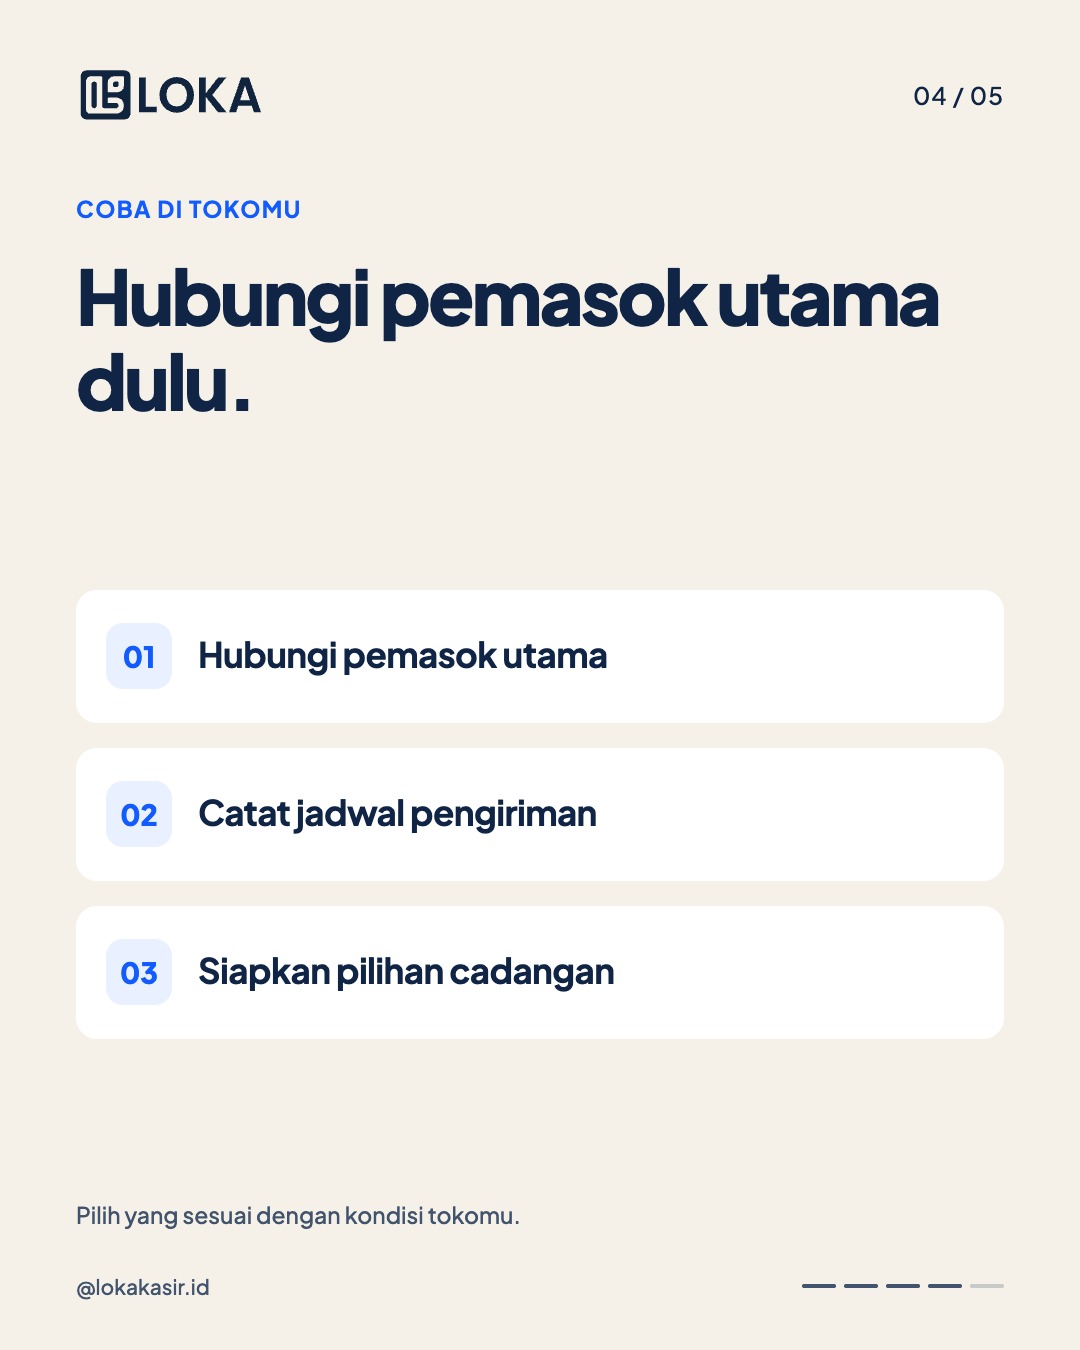 LOKA
04 / 05
COBA DI TOKOMU
Hubungi pemasok utama
dulu.
01 Hubungi pemasok utama
02 Catat jadwal pengiriman
03 Siapkan pilihan cadangan
Pilih yang sesuai dengan kondisi tokomu.
@lokakasir.id